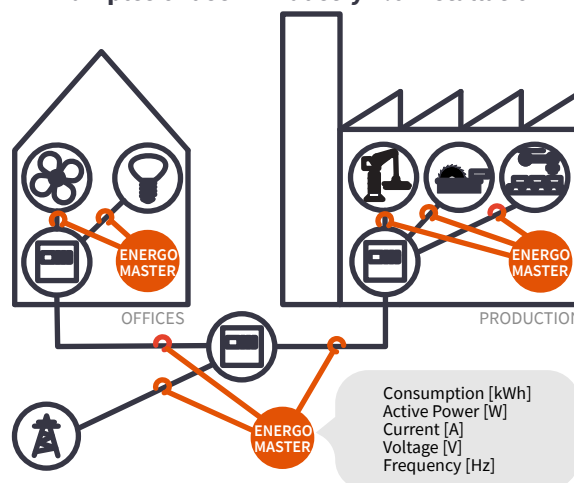 ENERGO
MASTER
ENERGO
MASTER
OFFICES
PRODUCTION
ENERGO
MASTER
Consumption [kWh]
Active Power [W]
Current [A]
Voltage [V]
Frequency [Hz]